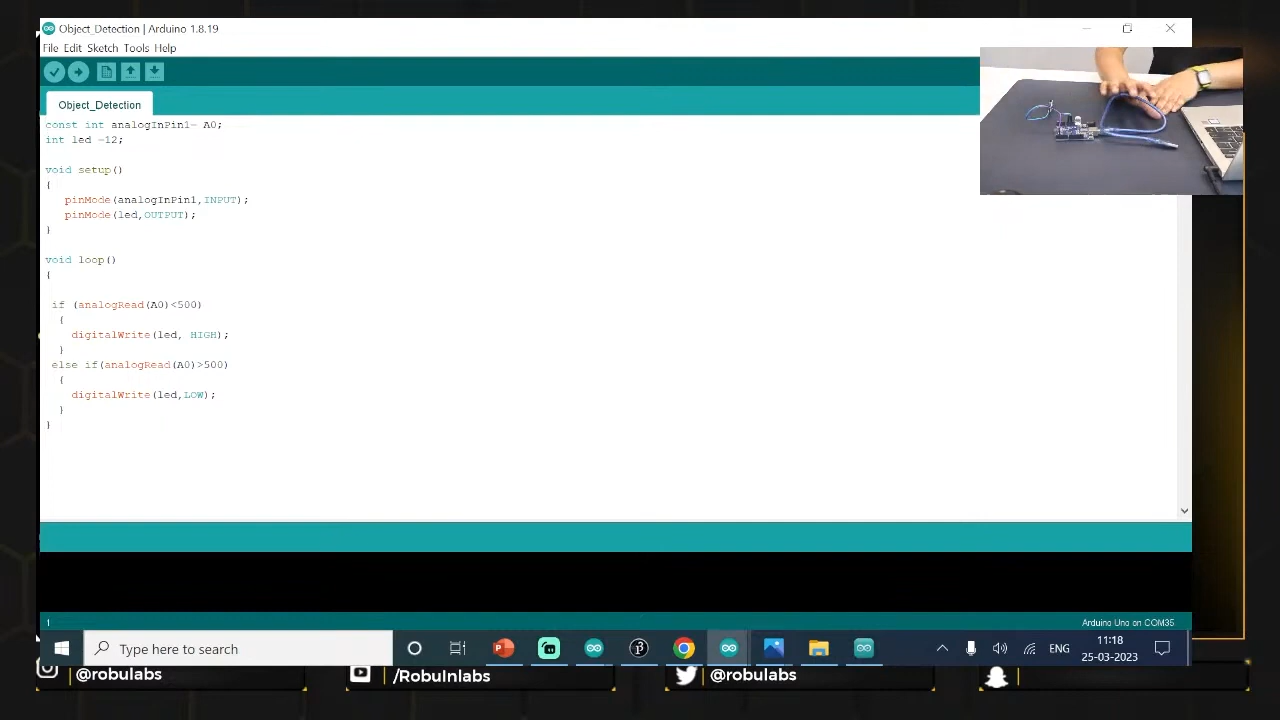 Object_Detection | Arduino 1.8.19
File Edit Sketch Tools Help
Object_Detection
const int analogInPin1= A0;
int led =12;
void setup()
{
pinMode(analogInPin1,INPUT);
pinMode(led,OUTPUT);
}
void loop()
{
if (analogRead(A0)<500)
{
digitalWrite(led, HIGH);
}
else if(analogRead(A0)>500)
{
digitalWrite(led,LOW);
}
}
1
Arduino Uno on COM35
Type here to search
ENG
11:18
25-03-2023
@robulabs
/RobuInlabs
@robulabs